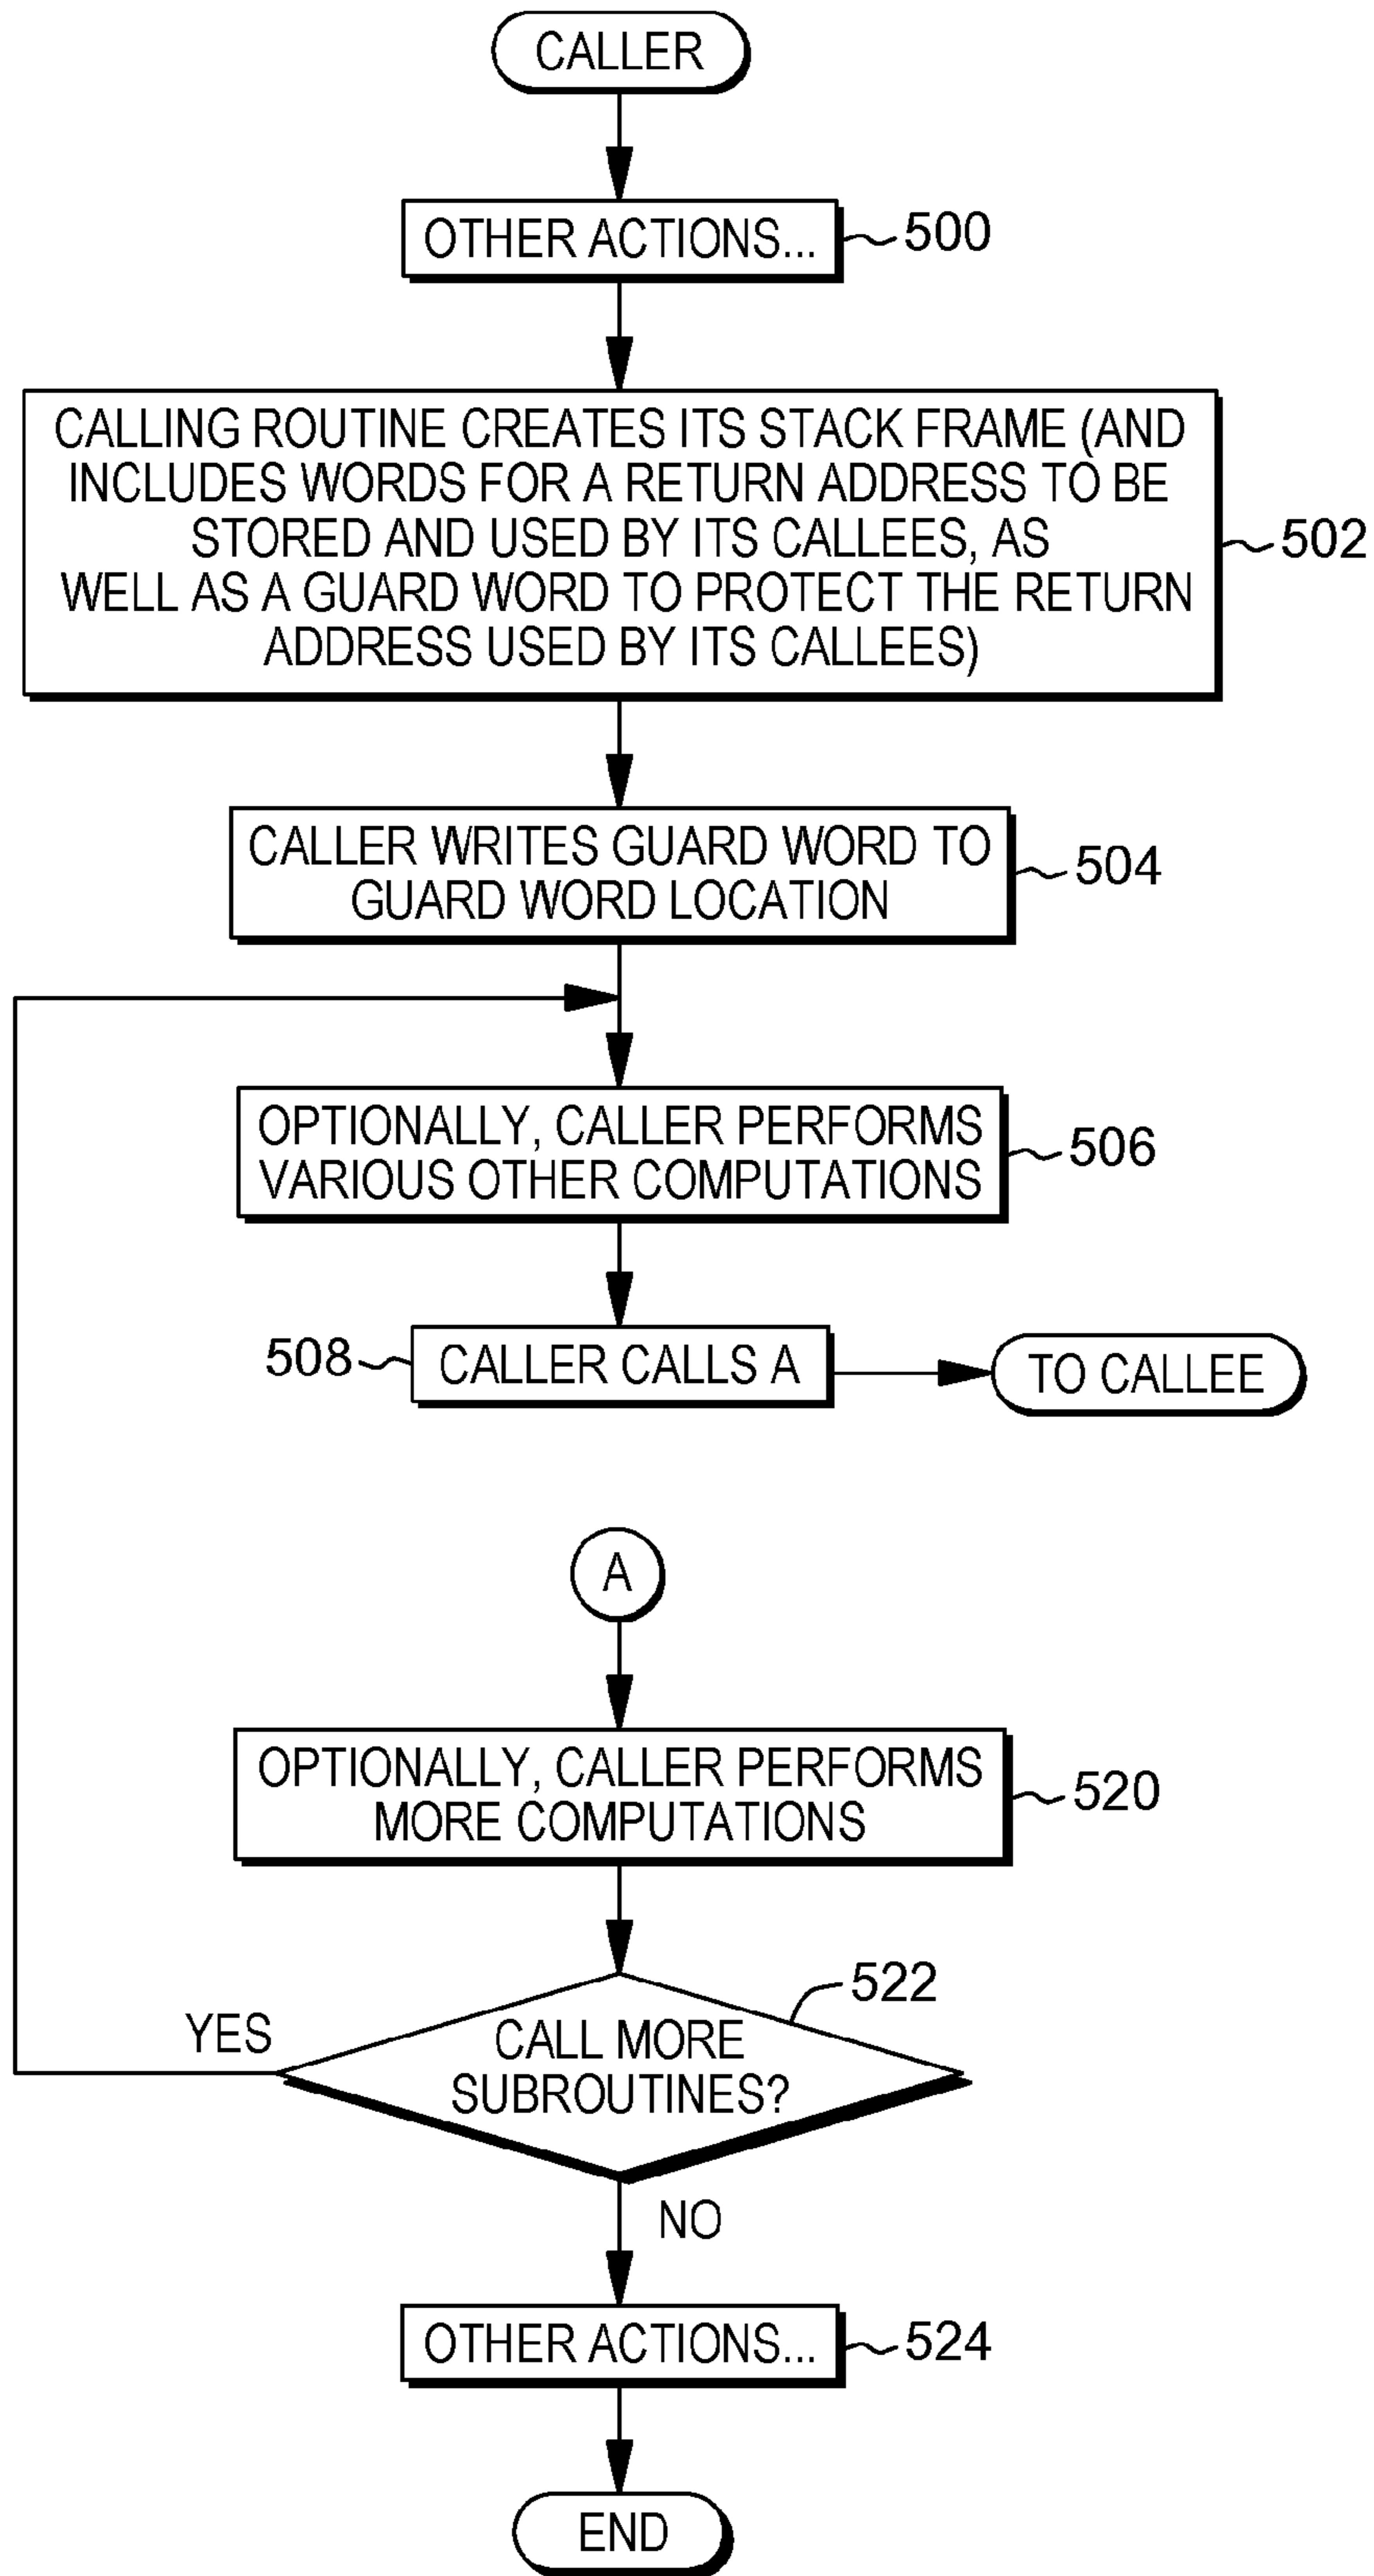 CALLER
OTHER ACTIONS...
500
CALLING ROUTINE CREATES ITS STACK FRAME (AND
INCLUDES WORDS FOR A RETURN ADDRESS TO BE
STORED AND USED BY ITS CALLEES, AS
WELL AS A GUARD WORD TO PROTECT THE RETURN
ADDRESS USED BY ITS CALLEES)
502
CALLER WRITES GUARD WORD TO
GUARD WORD LOCATION
504
OPTIONALLY, CALLER PERFORMS
VARIOUS OTHER COMPUTATIONS
506
508
CALLER CALLS A
TO CALLEE
A
OPTIONALLY, CALLER PERFORMS
MORE COMPUTATIONS
520
522
YES
CALL MORE
SUBROUTINES?
NO
OTHER ACTIONS...
524
END